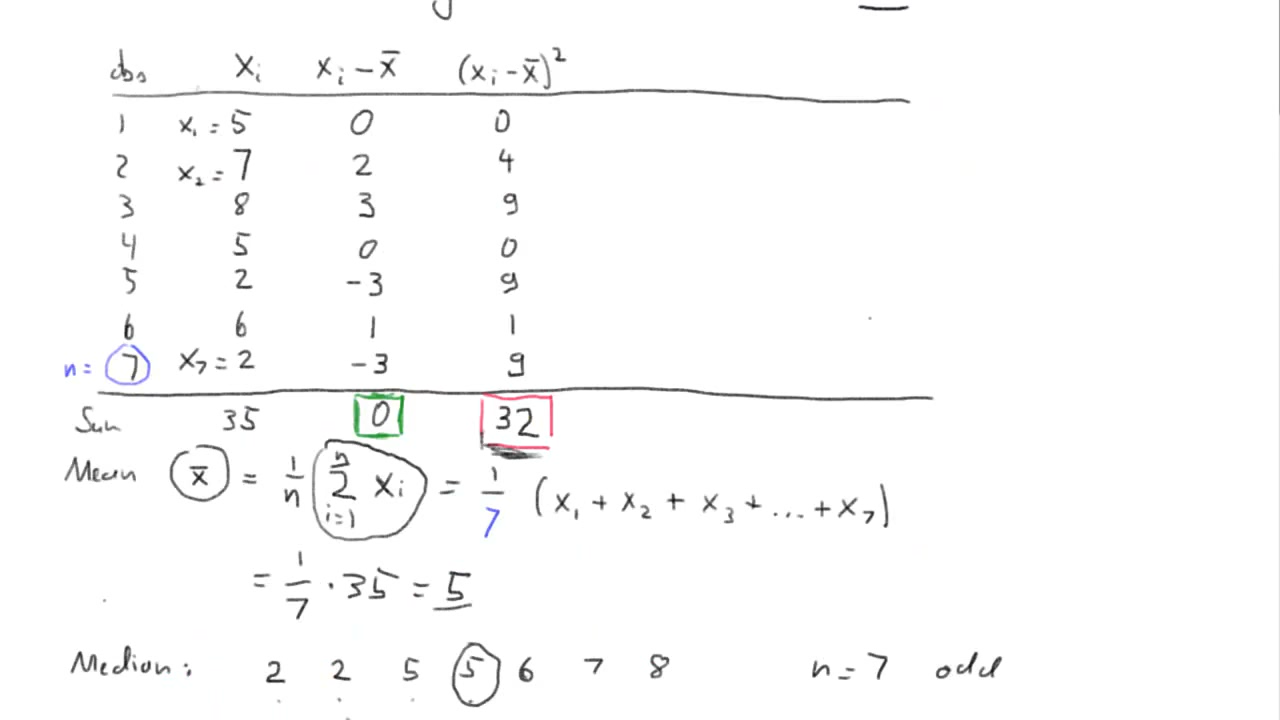 obs xᵢ xᵢ − x̄ (xᵢ − x̄)²
1 x₁ = 5 0 0
2 x₂ = 7 2 4
3 8 3 9
4 5 0 0
5 2 −3 9
6 6 1 1
n = 7 x₇ = 2 −3 9
Sum 35 0 32
Mean x̄ = 1/n Σ i=1 n xᵢ = 1/7 (x₁ + x₂ + x₃ + ... + x₇)
= 1/7 · 35 = 5
Median: 2 2 5 5 6 7 8 n = 7 odd